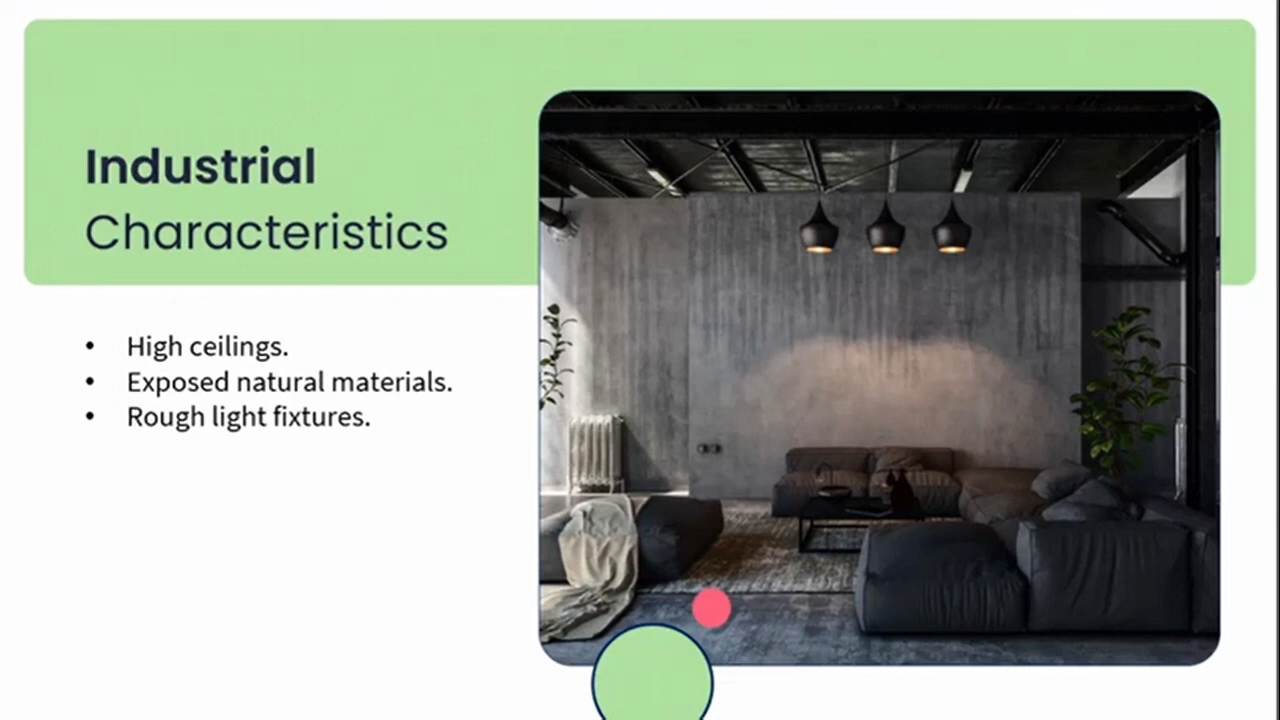 Industrial
Characteristics
• High ceilings.
• Exposed natural materials.
• Rough light fixtures.